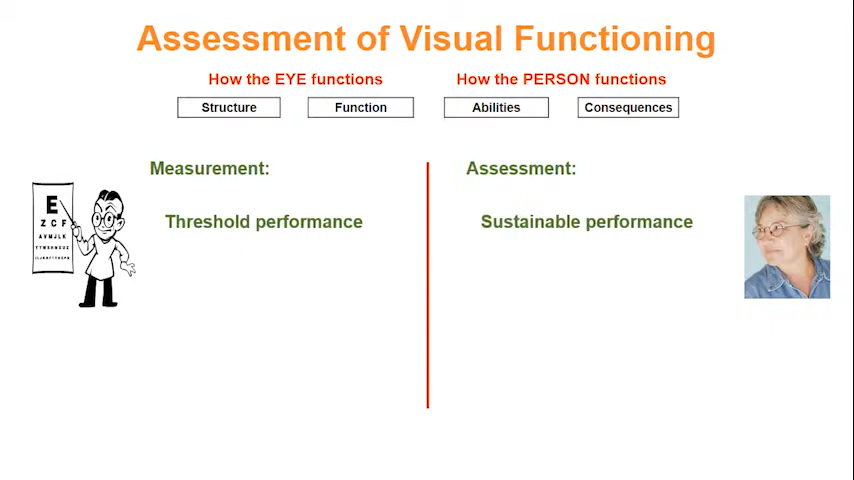 Assessment of Visual Functioning
How the EYE functions
How the PERSON functions
Structure
Function
Abilities
Consequences
Measurement:
Assessment:
Threshold performance
Sustainable performance
E
Z C F